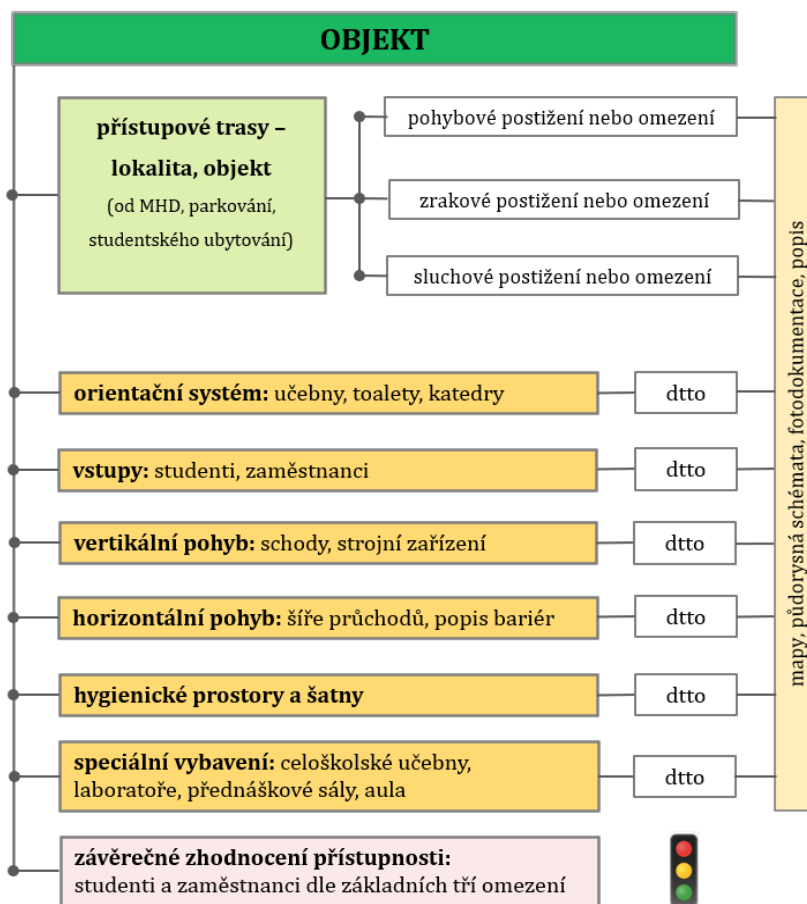 OBJEKT
přístupové trasy –
lokalita, objekt
(od MHD, parkování,
studentského ubytování)
pohybové postižení nebo omezení
zrakové postižení nebo omezení
sluchové postižení nebo omezení
orientační systém: učebny, toalety, katedry
dtto
vstupy: studenti, zaměstnanci
dtto
vertikální pohyb: schody, strojní zařízení
dtto
horizontální pohyb: šíře průchodů, popis bariér
dtto
hygienické prostory a šatny
dtto
speciální vybavení: celoškolské učebny,
laboratoře, přednáškové sály, aula
dtto
závěrečné zhodnocení přístupnosti:
studenti a zaměstnanci dle základních tří omezení
mapy, půdorysná schémata, fotodokumentace, popis